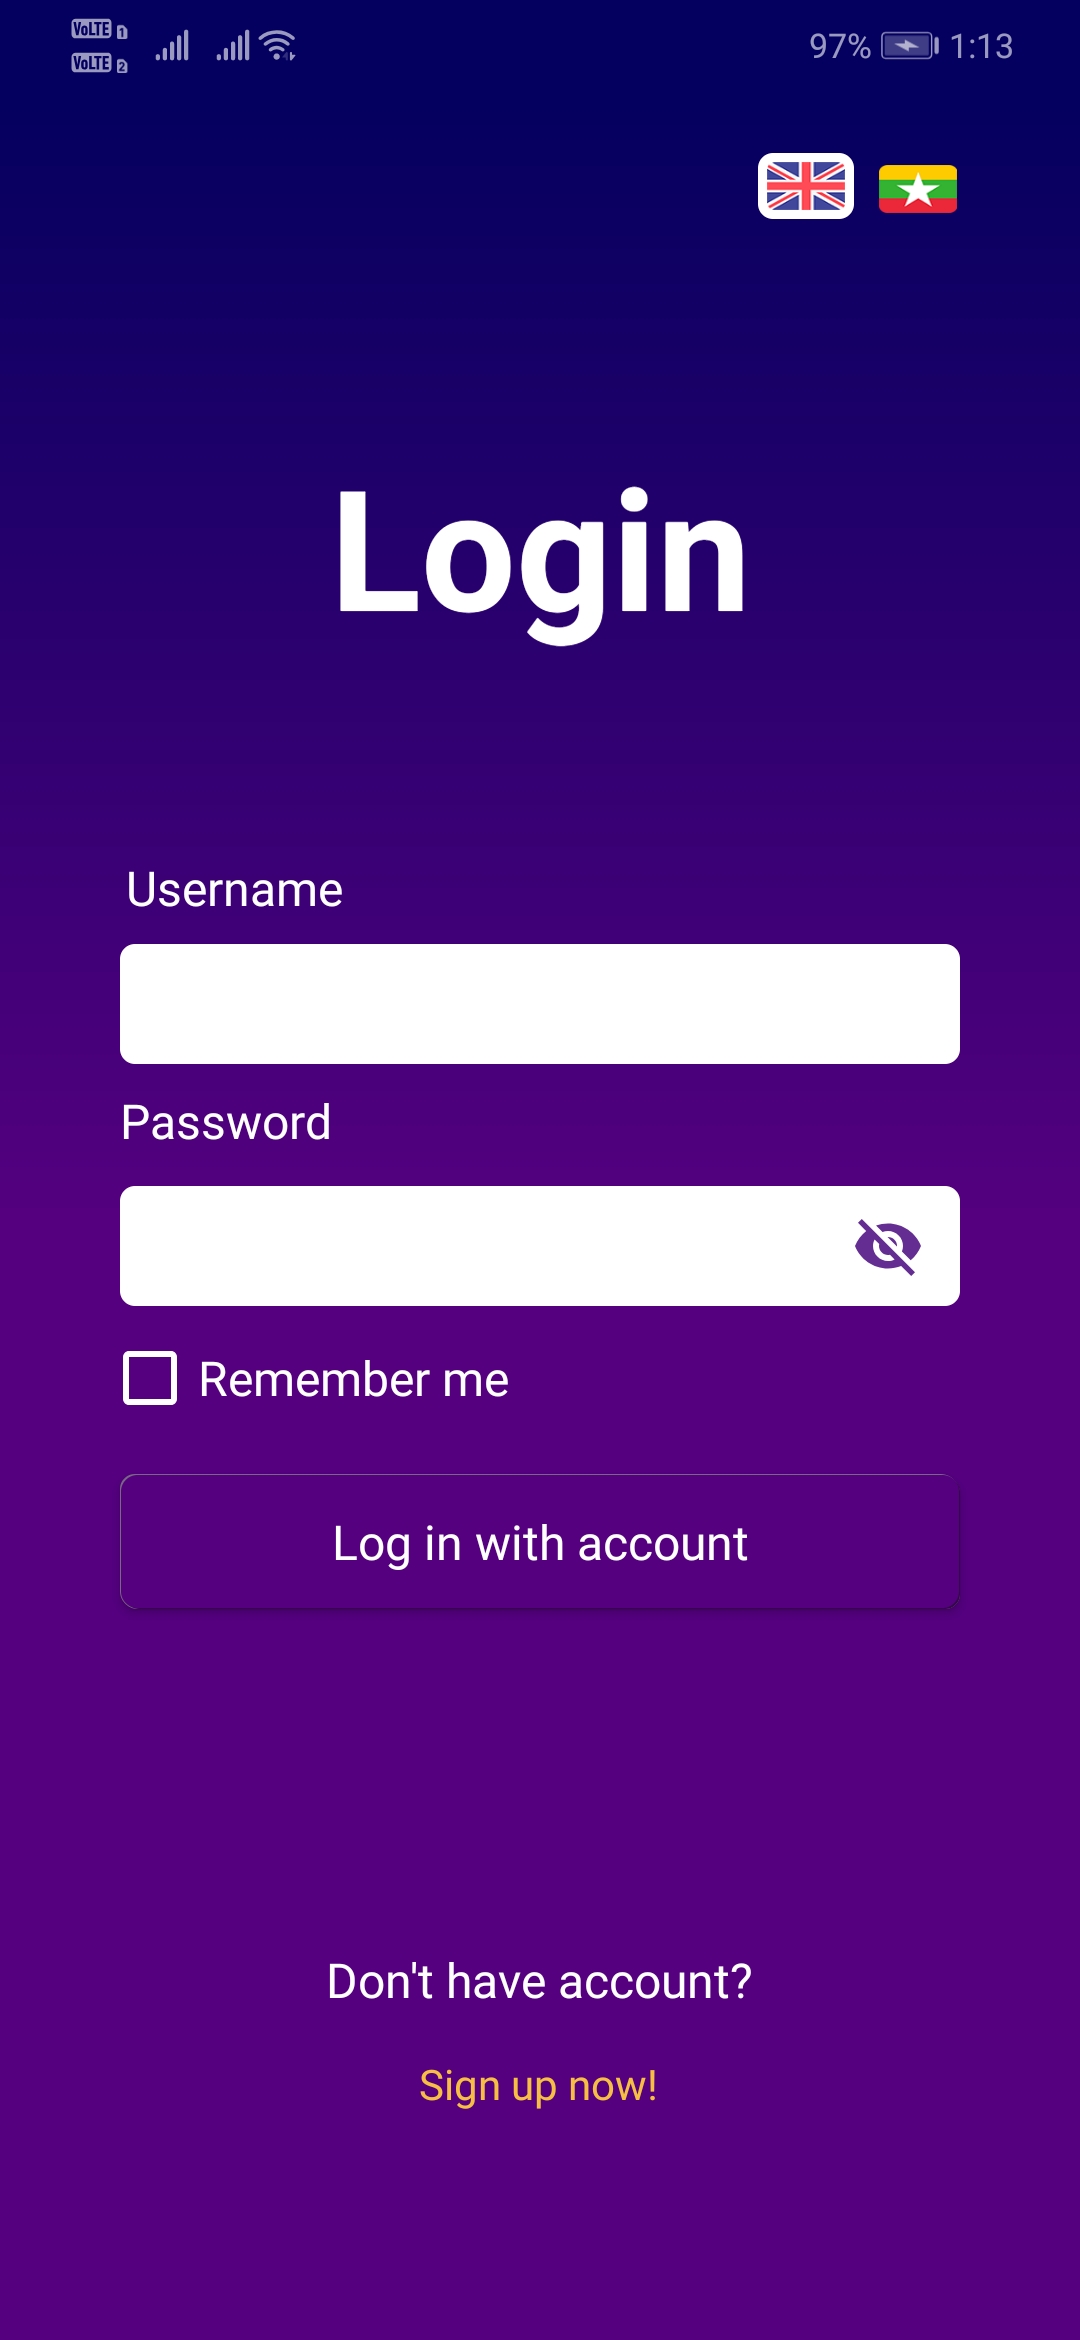 VoLTE 1
VoLTE 2
97% 1:13
Login
Username
Password
Remember me
Log in with account
Don't have account?
Sign up now!